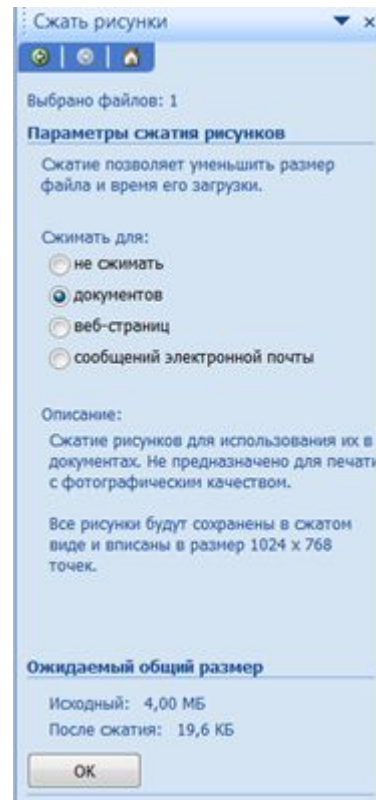 Сжать рисунки
Выбрано файлов: 1
Параметры сжатия рисунков
Сжатие позволяет уменьшить размер
файла и время его загрузки.
Сжимать для:
не сжимать
документов
веб-страниц
сообщений электронной почты
Описание:
Сжатие рисунков для использования их в
документах. Не предназначено для печати
с фотографическим качеством.
Все рисунки будут сохранены в сжатом
виде и вписаны в размер 1024 x 768
точек.
Ожидаемый общий размер
Исходный: 4,00 МБ
После сжатия: 19,6 КБ
ОК